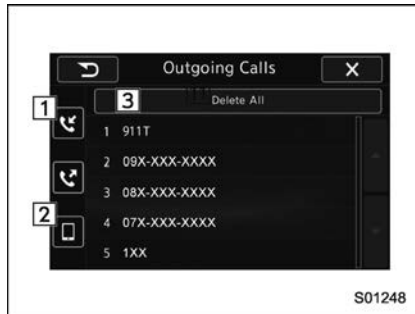 Outgoing Calls
X
1
3
Delete All
1 911T
2 09X-XXX-XXXX
3 08X-XXX-XXXX
2
4 07X-XXX-XXXX
5 1XX
S01248